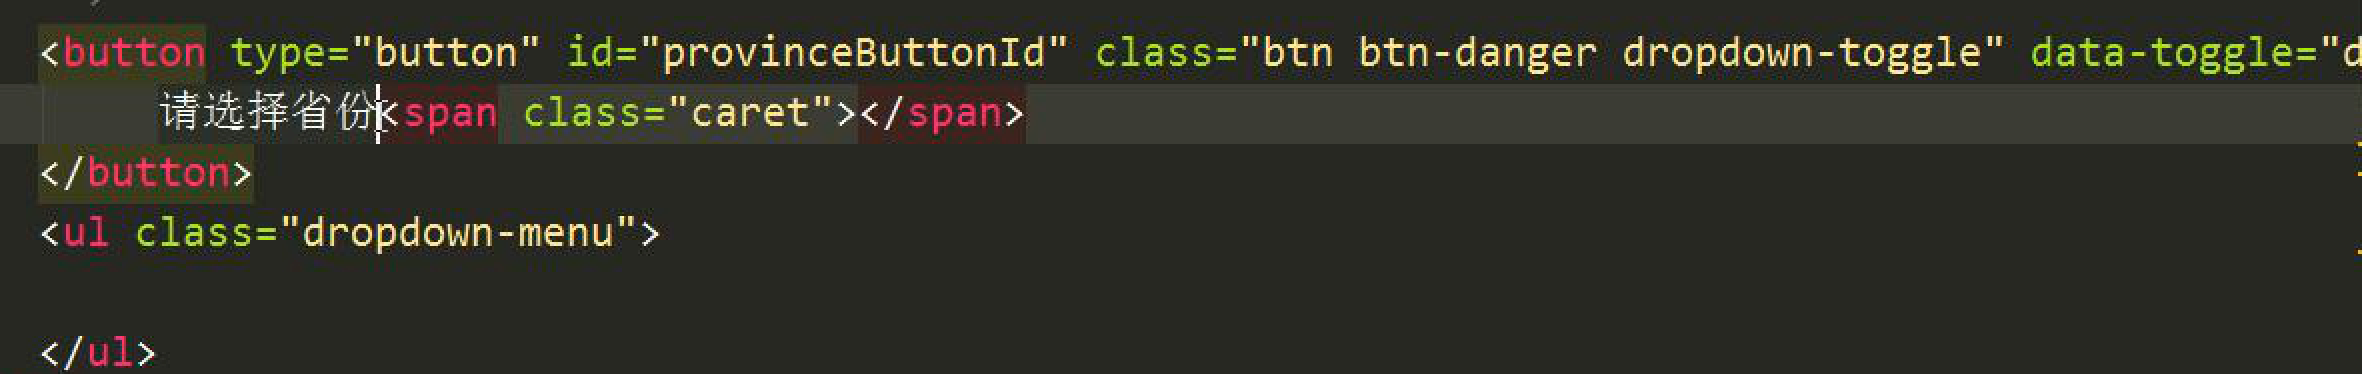 <button type="button" id="provinceButtonId" class="btn btn-danger dropdown-toggle" data-toggle="d
请选择省份<span class="caret"></span>
</button>
<ul class="dropdown-menu">
</ul>